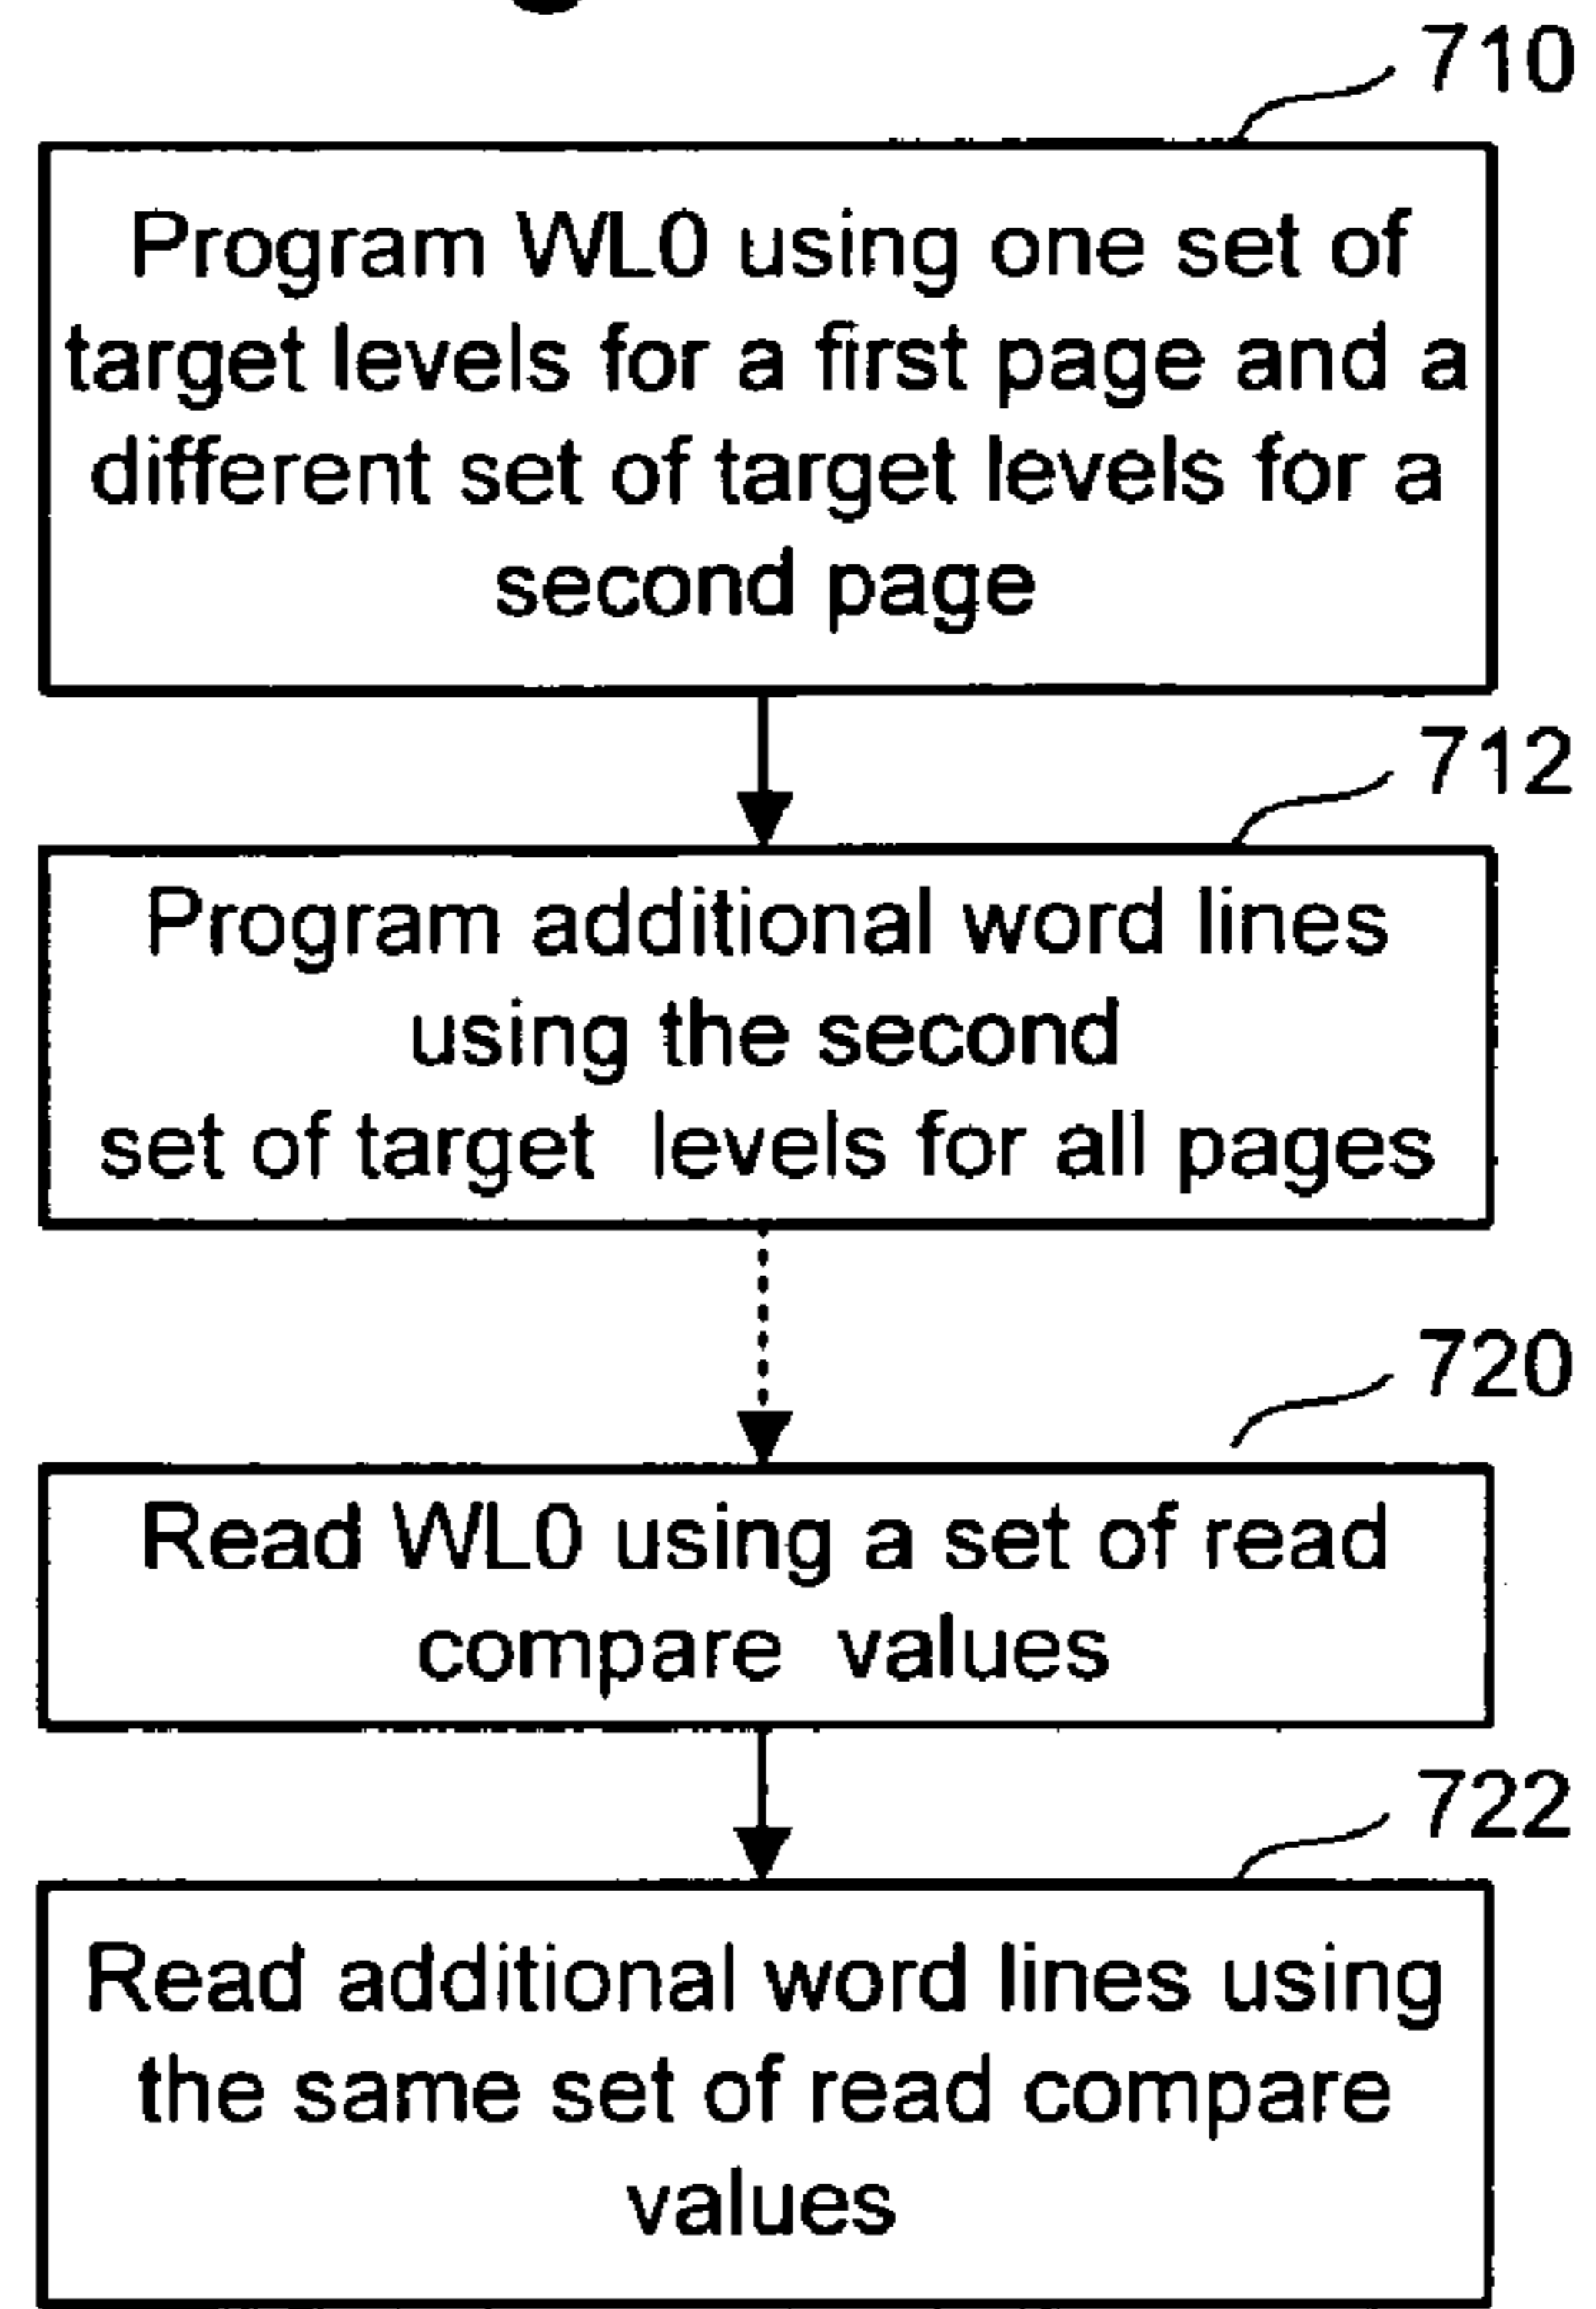 710
Program WL0 using one set of
target levels for a first page and a
different set of target levels for a
second page
712
Program additional word lines
using the second
set of target levels for all pages
720
Read WL0 using a set of read
compare values
722
Read additional word lines using
the same set of read compare
values